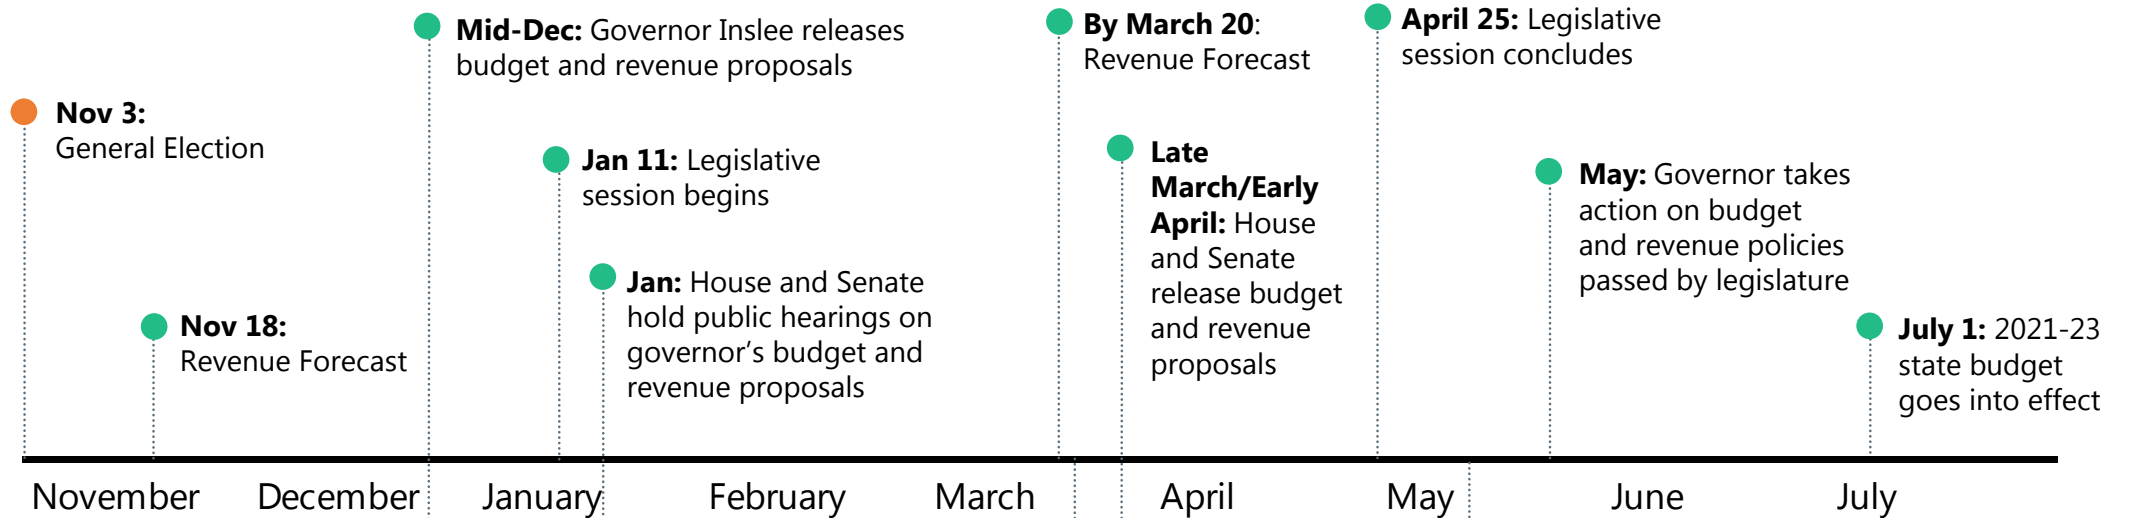 Nov 3:
General Election
Nov 18:
Revenue Forecast
Mid-Dec: Governor Inslee releases
budget and revenue proposals
Jan 11: Legislative
session begins
Jan: House and Senate
hold public hearings on
governor’s budget and
revenue proposals
By March 20:
Revenue Forecast
Late
March/Early
April: House
and Senate
release budget
and revenue
proposals
April 25: Legislative
session concludes
May: Governor takes
action on budget
and revenue policies
passed by legislature
July 1: 2021-23
state budget
goes into effect
November December January February March April May June July